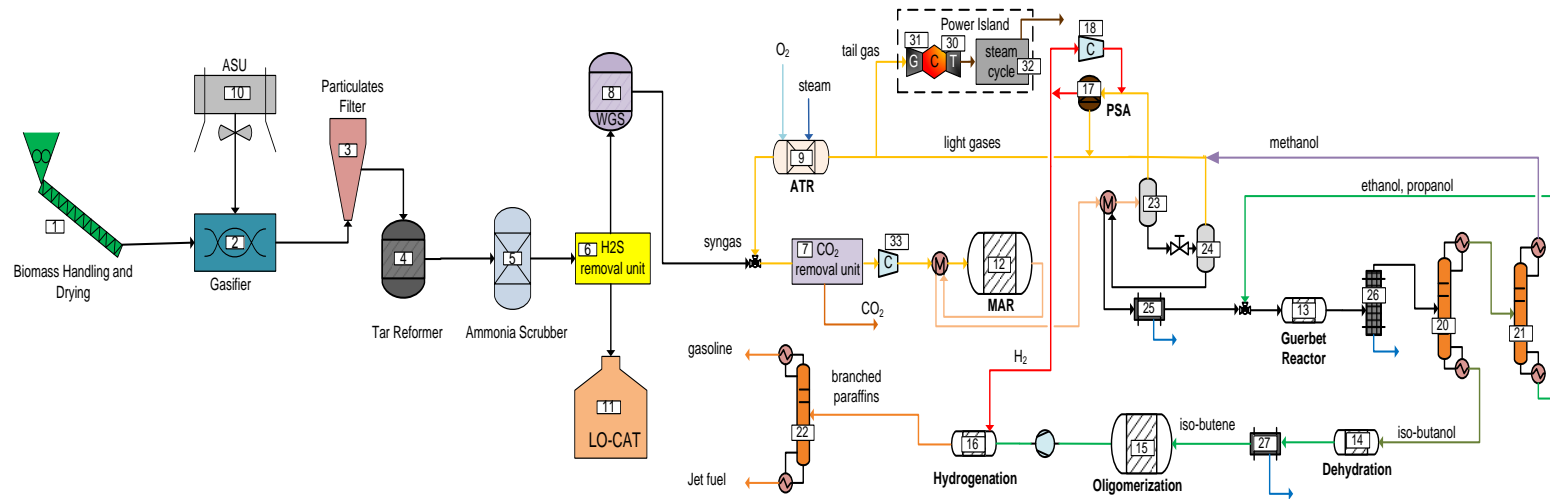 Power Island
18
31
30
C
O2
tail gas
G
C
T
steam
cycle
32
ASU
Particulates
Filter
8
WGS
17
PSA
10
steam
3
9
light gases
methanol
ATR
ethanol, propanol
1
2
4
5
6
H2S
removal unit
syngas
7
CO2
removal unit
33
C
M
12
MAR
M
23
24
Biomass Handling and
Drying
Gasifier
Tar Reformer
Ammonia Scrubber
CO2
25
13
Guerbet
Reactor
26
20
21
gasoline
H2
11
LO-CAT
branched
paraffins
22
Jet fuel
16
Hydrogenation
15
Oligomerization
iso-butene
27
14
Dehydration
iso-butanol